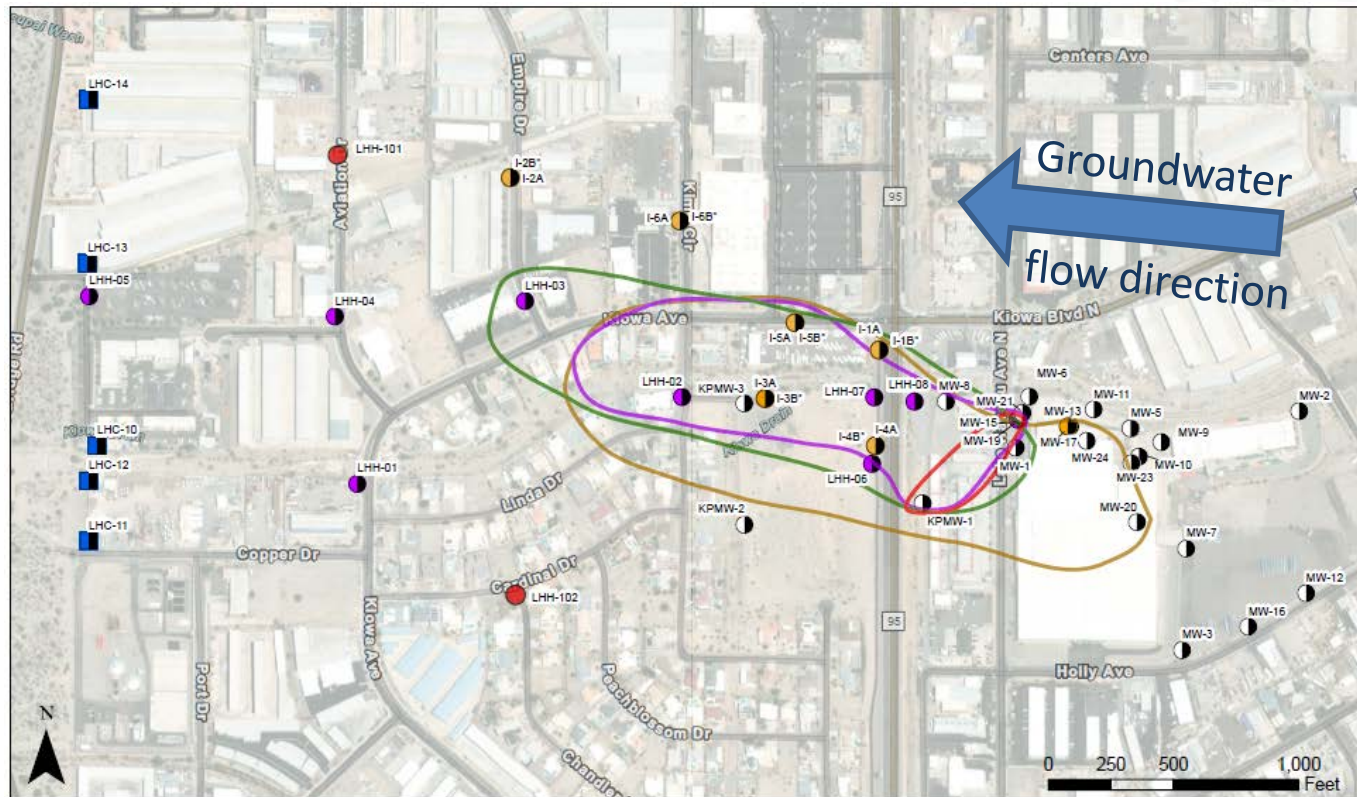 Centers Ave
LHC-14
Empire Dr
LHH-101
I-2B*
I-2A
I-6A
I-6B*
95
Groundwater
flow direction
LHC-13
LHH-05
LHH-04
LHH-03
Kiowa Ave
Kiowa Blvd N
I-5A
I-5B*
I-1A
I-1B*
LHH-02
KPMW-3
I-3A
I-3B*
LHH-07
LHH-08
MW-8
MW-6
MW-21
MW-11
MW-2
MW-15
MW-13
MW-5
MW-19
MW-17
MW-9
MW-24
MW-10
MW-1
MW-23
I-4B*
I-4A
LHH-06
Kiowa Drain
LHC-10
LHC-12
LHH-01
Linda Dr
LHC-11
KPMW-2
KPMW-1
MW-20
MW-7
Copper Dr
Cardinal Dr
LHH-102
MW-12
MW-16
MW-3
95
Holly Ave
Kiowa Ave
Port Dr
Peachblossom Dr
N
0 250 500 1,000
Feet